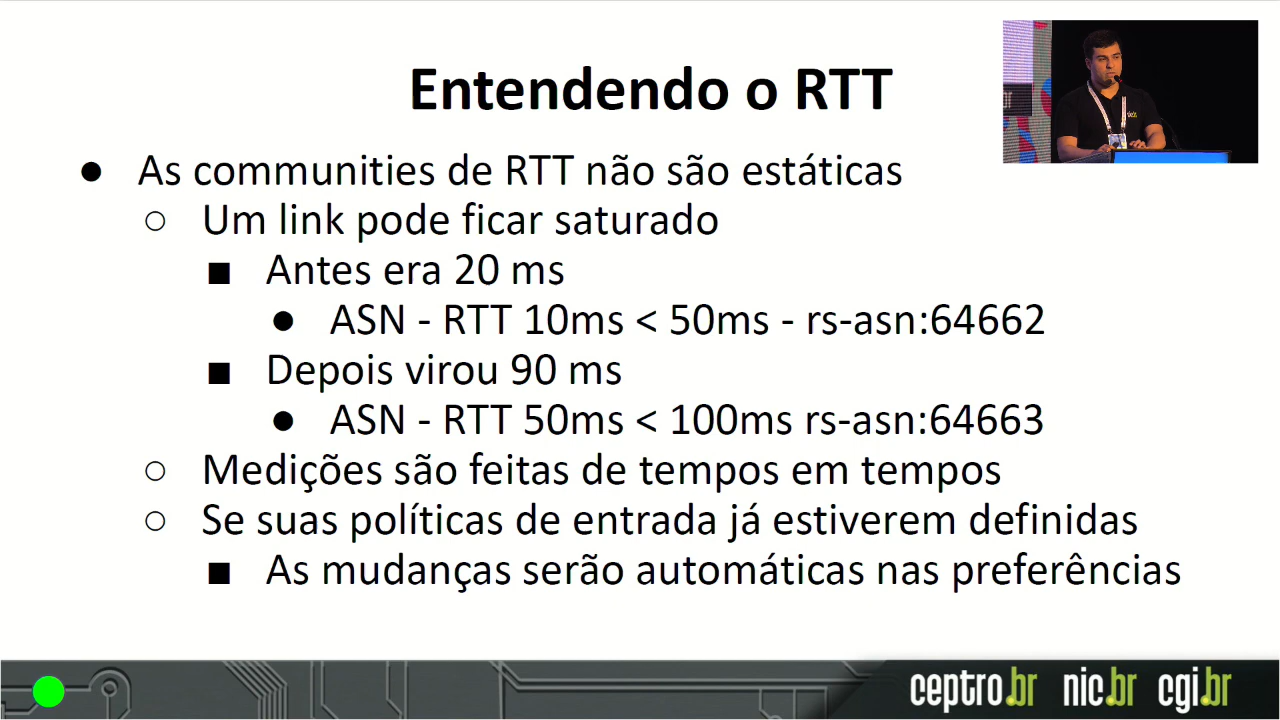 Entendendo o RTT
● As communities de RTT não são estáticas
○ Um link pode ficar saturado
■ Antes era 20 ms
● ASN - RTT 10ms < 50ms - rs-asn:64662
■ Depois virou 90 ms
● ASN - RTT 50ms < 100ms rs-asn:64663
○ Medições são feitas de tempos em tempos
○ Se suas políticas de entrada já estiverem definidas
■ As mudanças serão automáticas nas preferências
ceptro.br nic.br cgi.br